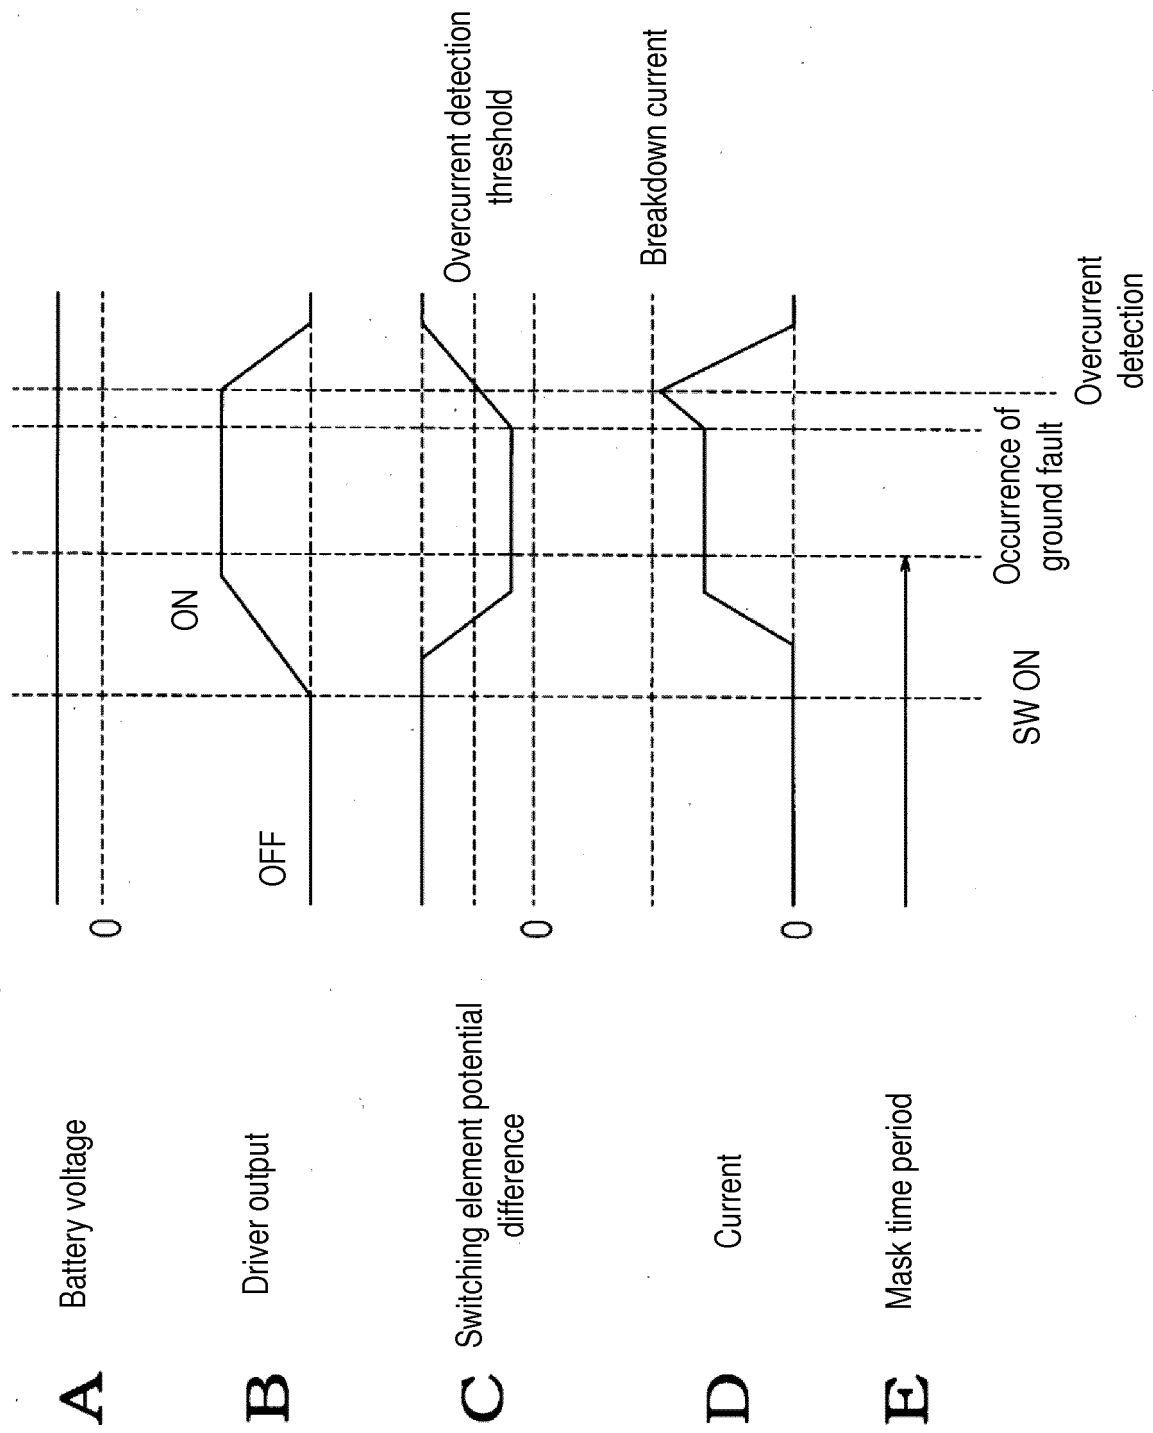 A Battery voltage
0
B Driver output
OFF
ON
C Switching element potential
difference
0
Overcurrent detection
threshold
D Current
0
Breakdown current
E Mask time period
SW ON
Occurrence of
ground fault
Overcurrent
detection